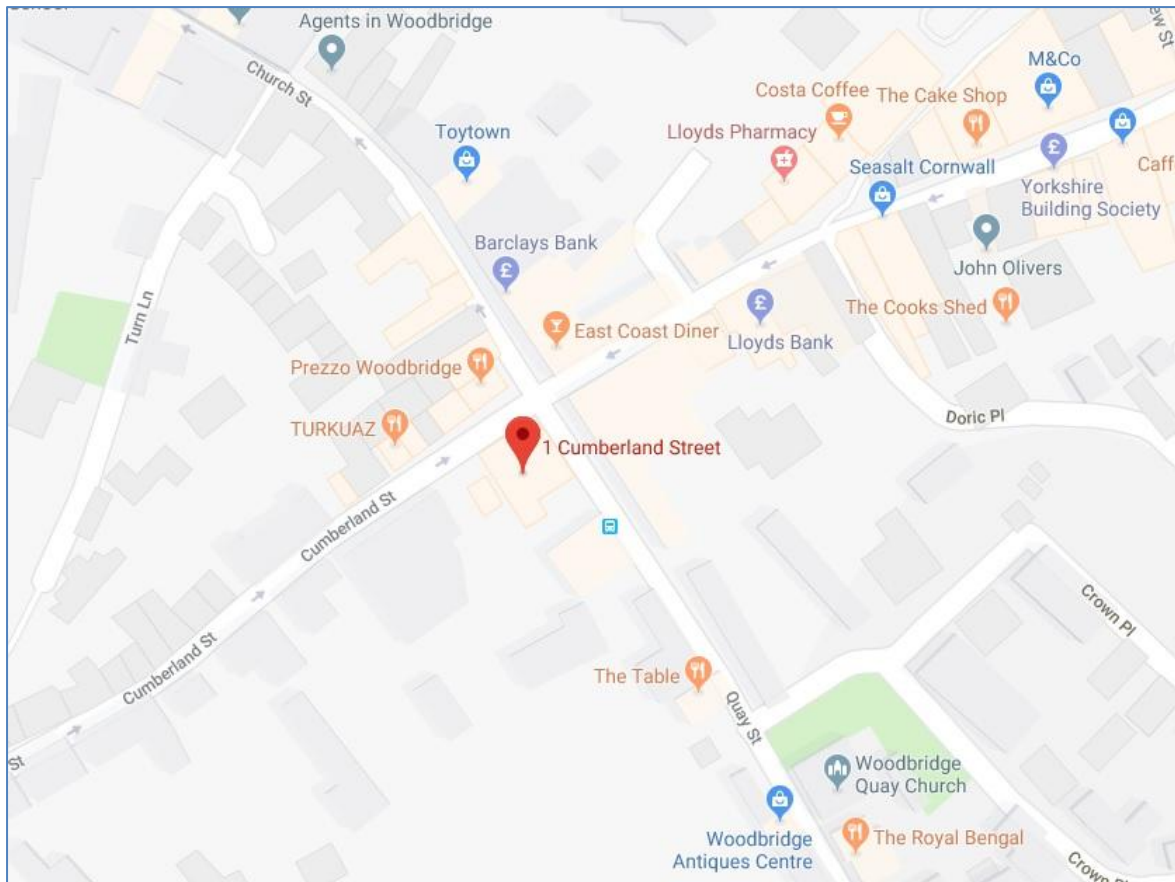 Agents in Woodbridge
M&Co
Costa Coffee
The Cake Shop
Church St
Toytown
Lloyds Pharmacy
Seasalt Cornwall
Yorkshire
Building Society
Barclays Bank
John Olivers
Turn Ln
East Coast Diner
The Cooks Shed
Lloyds Bank
Prezzo Woodbridge
TURKUAZ
Doric Pl
1 Cumberland Street
Cumberland St
Crown Pl
Cumberland St
The Table
Quay St
St
Woodbridge
Quay Church
Woodbridge
Antiques Centre
The Royal Bengal